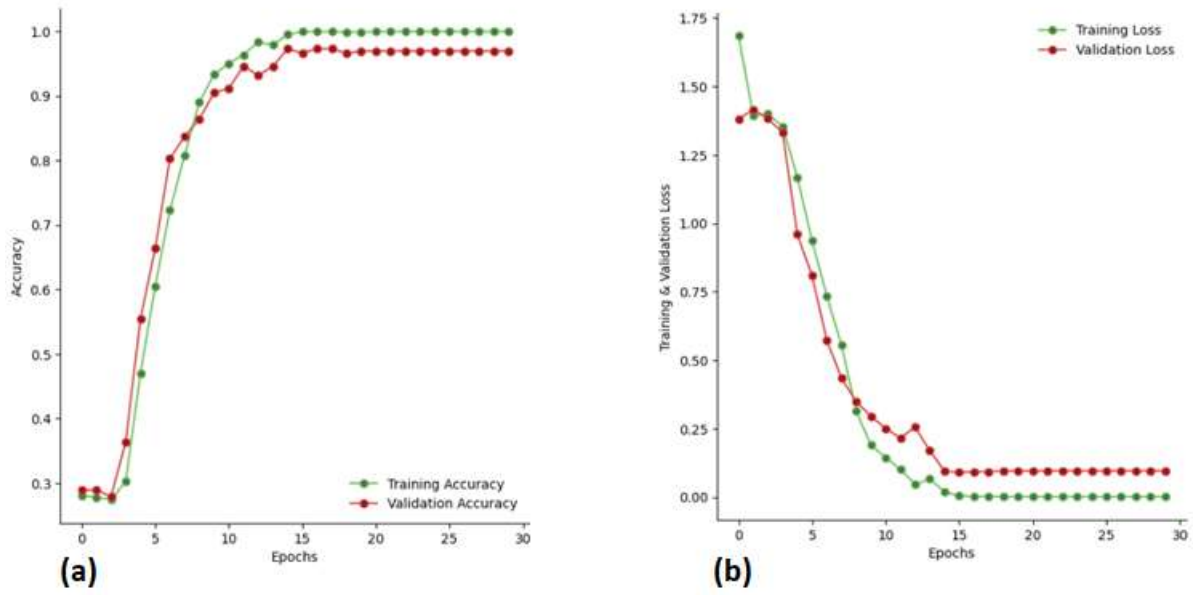 1.0
0.9
0.8
0.7
0.6
0.5
0.4
0.3
Accuracy
Training Accuracy
Validation Accuracy
0 5 10 15 20 25 30
Epochs
(a)
1.75
1.50
1.25
1.00
0.75
0.50
0.25
0.00
Training & Validation Loss
Training Loss
Validation Loss
0 5 10 15 20 25 30
Epochs
(b)